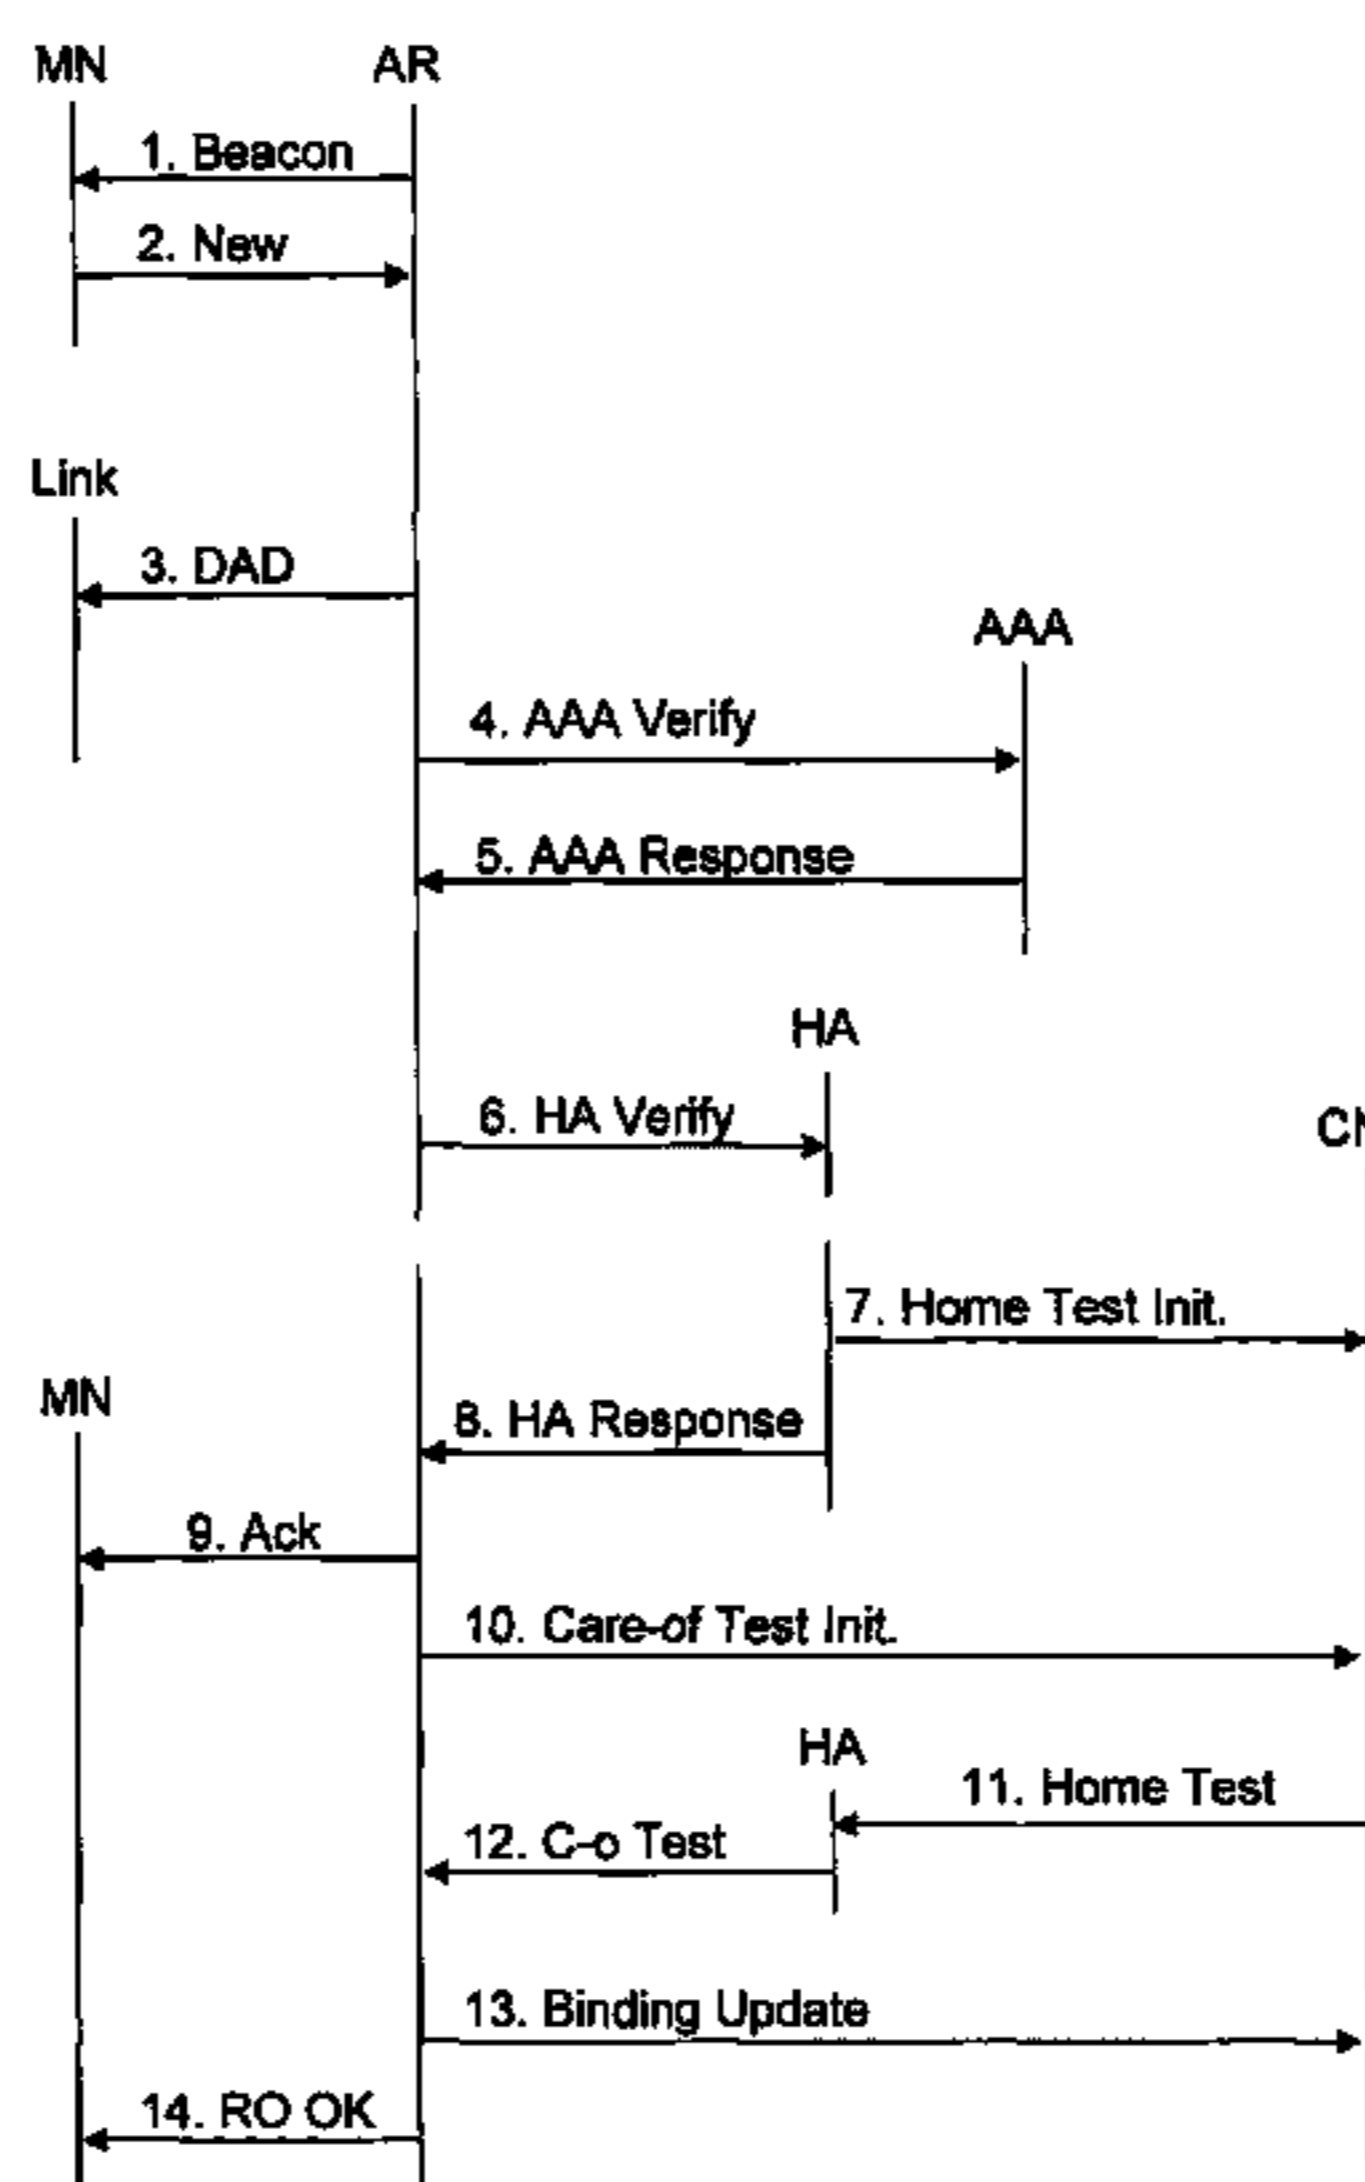 MN AR
1. Beacon
2. New
Link
3. DAD
AAA
4. AAA Verify
5. AAA Response
HA
6. HA Verify
7. Home Test Init.
MN
8. HA Response
9. Ack
10. Care-of Test Init.
HA
11. Home Test
12. C-o Test
13. Binding Update
14. RO OK